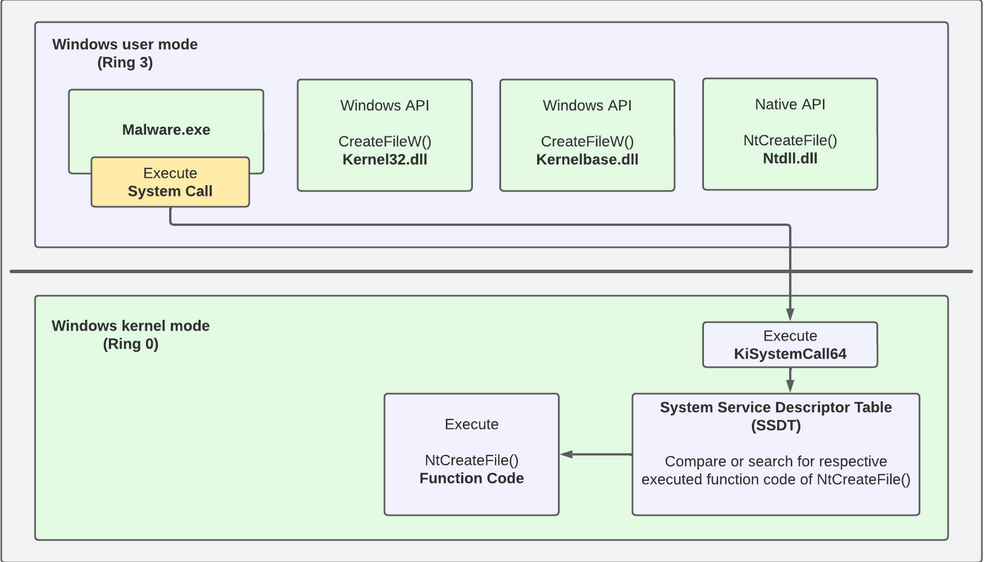 Windows user mode
(Ring 3)
Malware.exe
Execute
System Call
Windows API
CreateFileW()
Kernel32.dll
Windows API
CreateFileW()
Kernelbase.dll
Native API
NtCreateFile()
Ntdll.dll
Windows kernel mode
(Ring 0)
Execute
KiSystemCall64
System Service Descriptor Table
(SSDT)
Compare or search for respective
executed function code of NtCreateFile()
Execute
NtCreateFile()
Function Code